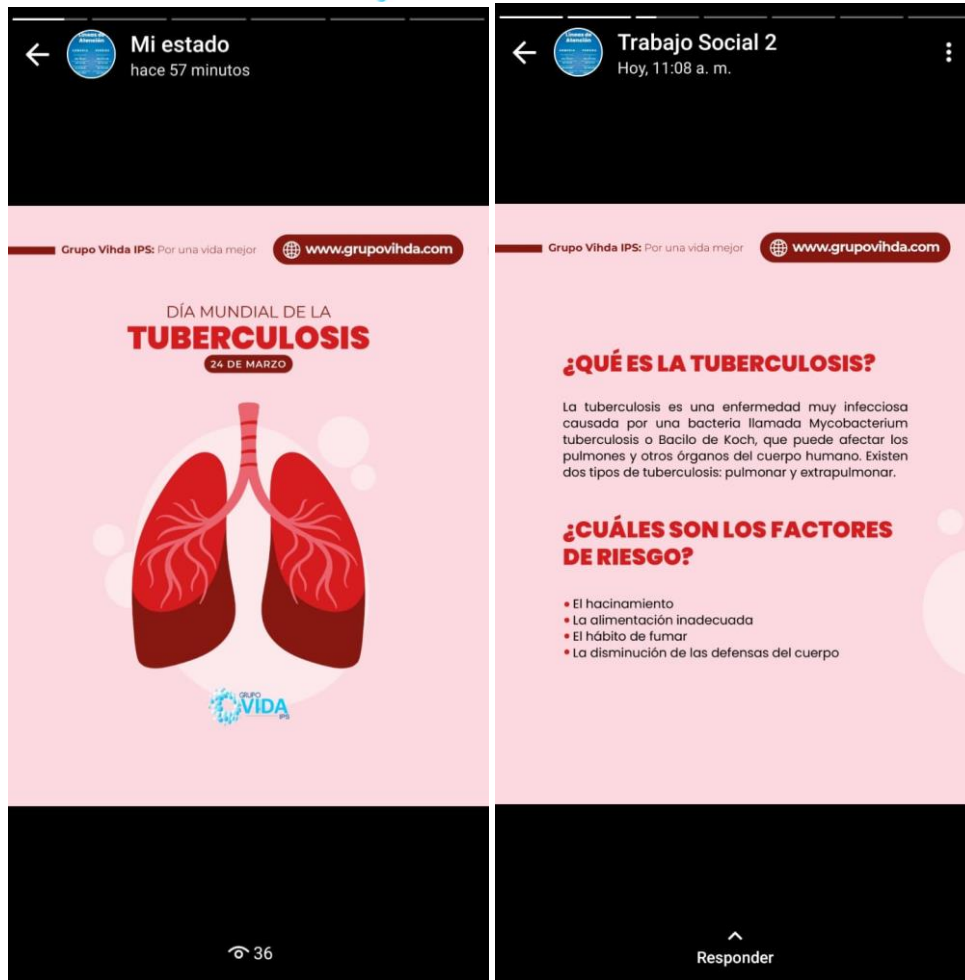 Mi estado
hace 57 minutos
Grupo Vihda IPS: Por una vida mejor
www.grupovihda.com
DÍA MUNDIAL DE LA
TUBERCULOSIS
24 DE MARZO
GRUPO
VIDA
IPS
36
Trabajo Social 2
Hoy, 11:08 a. m.
Grupo Vihda IPS: Por una vida mejor
www.grupovihda.com
¿QUÉ ES LA TUBERCULOSIS?
La tuberculosis es una enfermedad muy infecciosa
causada por una bacteria llamada Mycobacterium
tuberculosis o Bacilo de Koch, que puede afectar los
pulmones y otros órganos del cuerpo humano. Existen
dos tipos de tuberculosis: pulmonar y extrapulmonar.
¿CUÁLES SON LOS FACTORES
DE RIESGO?
• El hacinamiento
• La alimentación inadecuada
• El hábito de fumar
• La disminución de las defensas del cuerpo
Responder